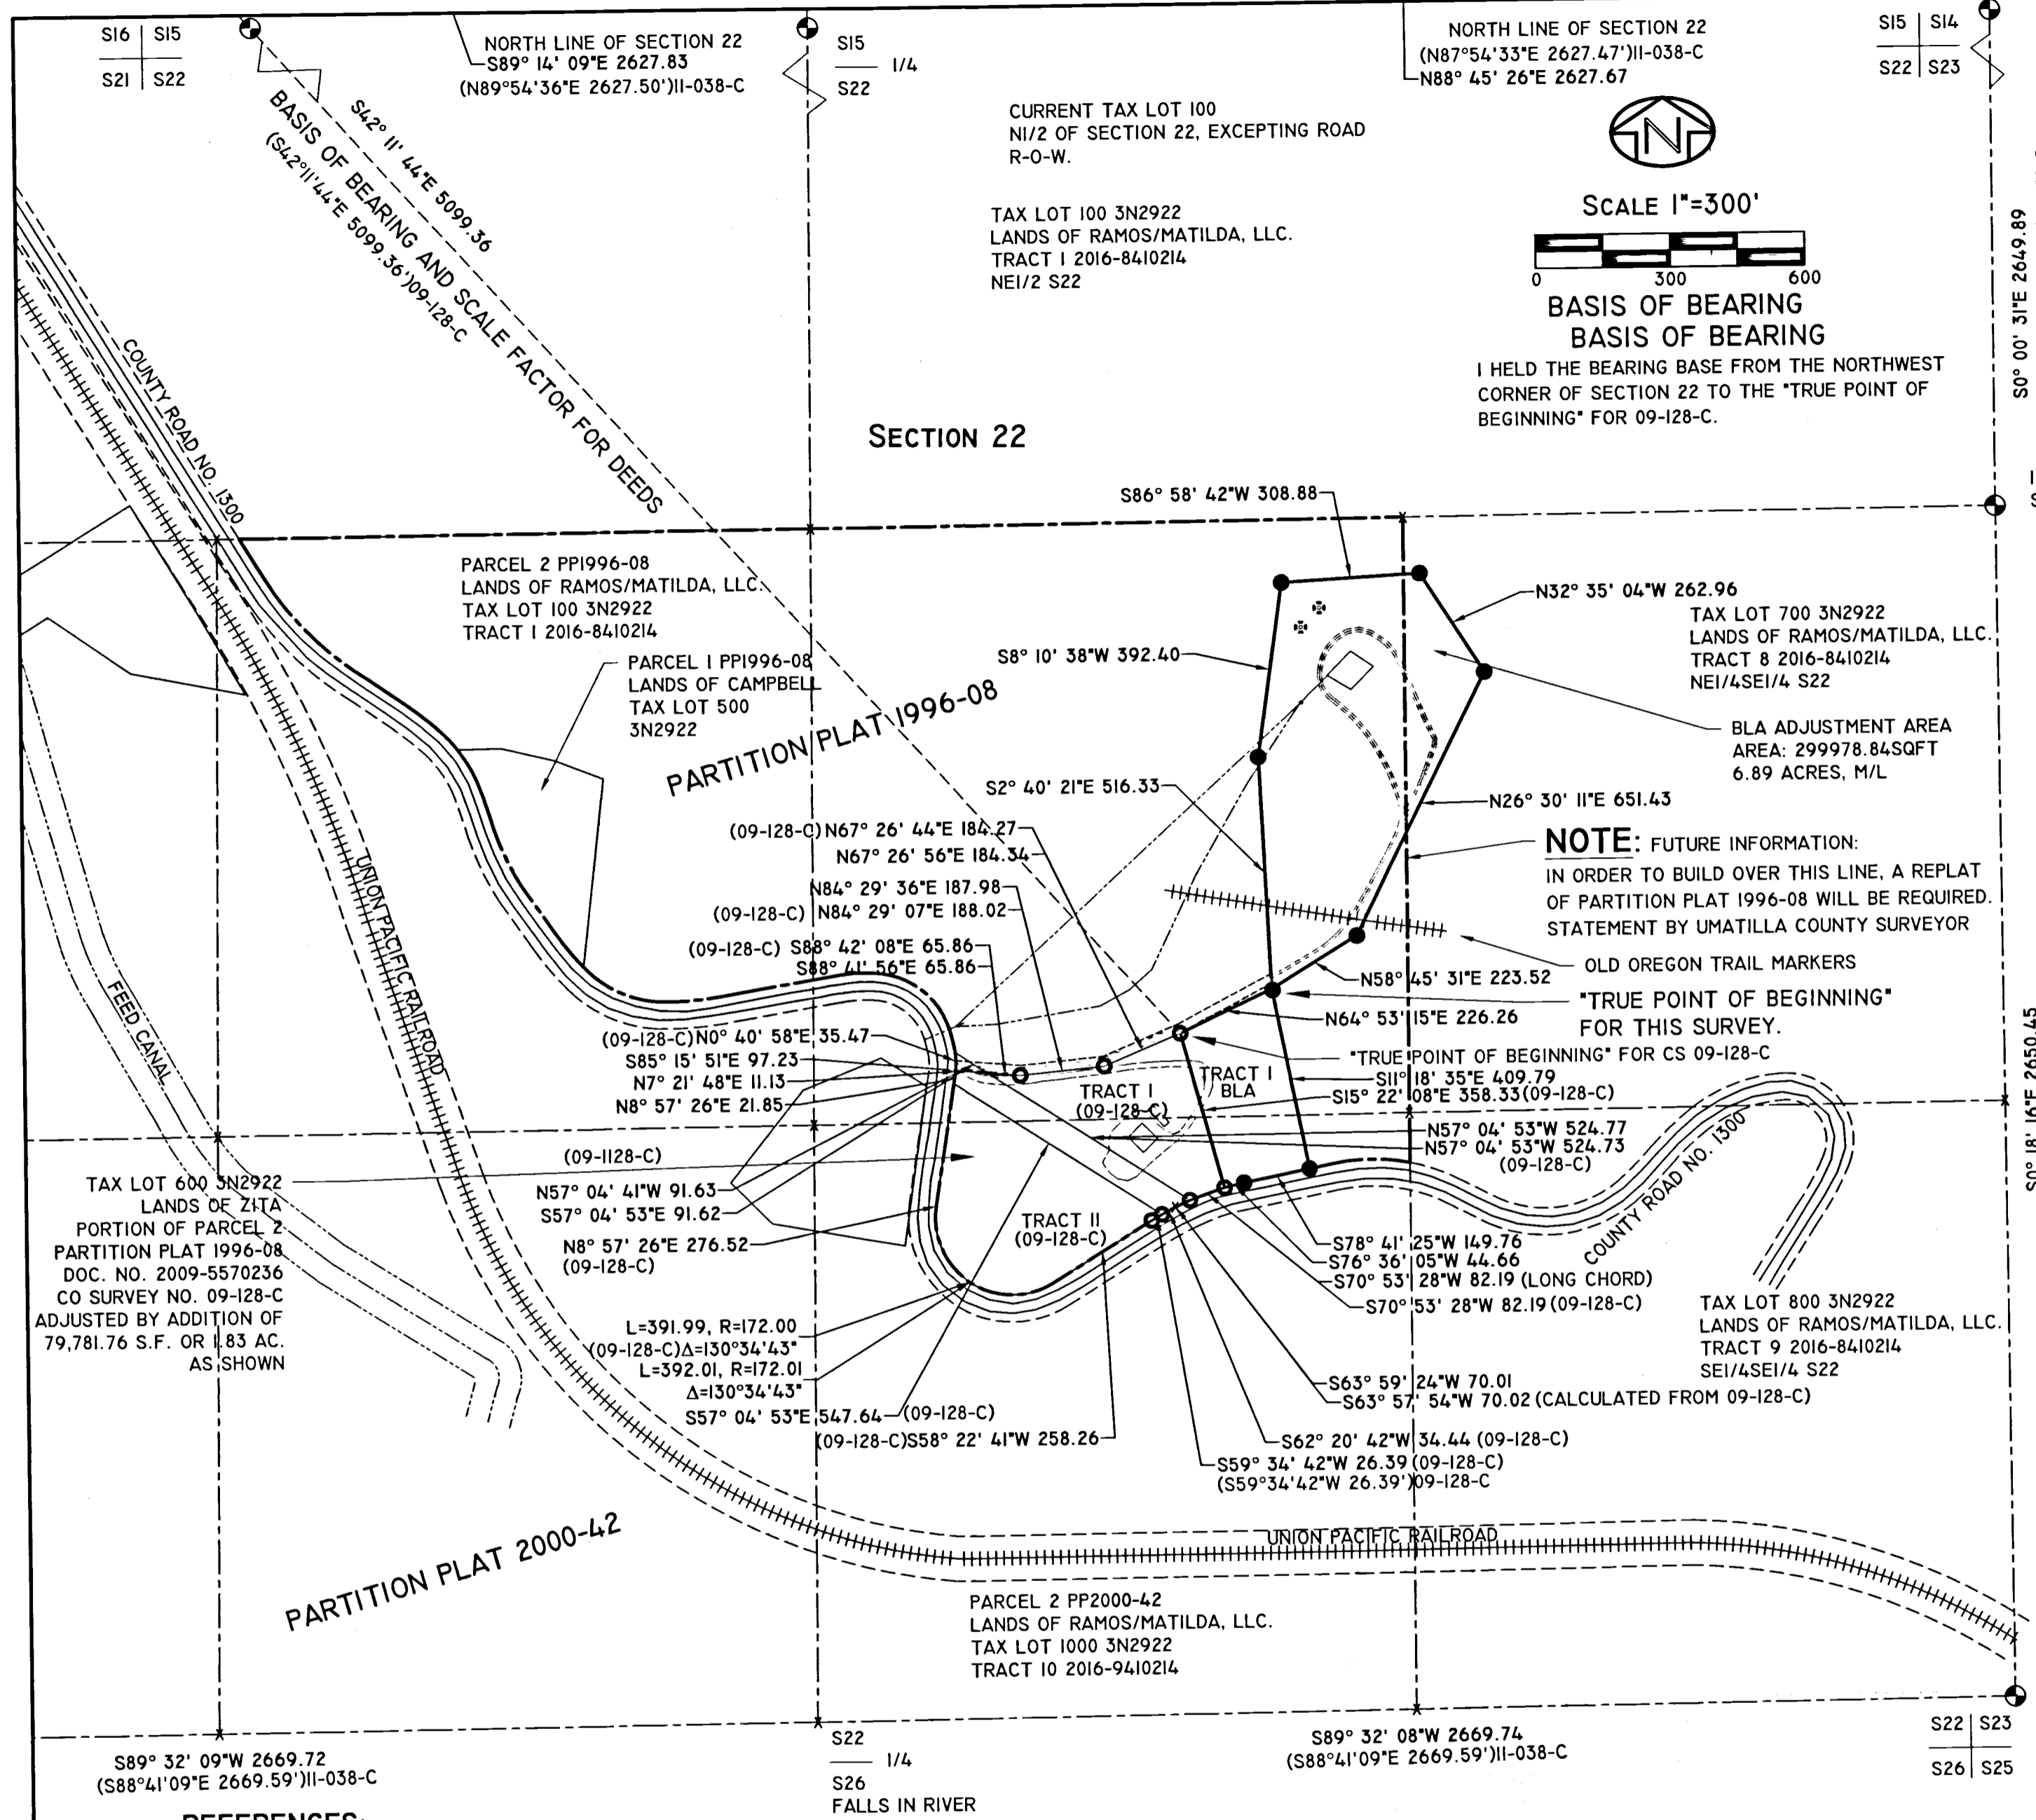 S16 S15
S21 S22
NORTH LINE OF SECTION 22
S89° 14' 09"E 2627.83
(N89°54'36"E 2627.50')11-038-C
S15
1/4
S22
NORTH LINE OF SECTION 22
(N87°54'33"E 2627.47')11-038-C
N88° 45' 26"E 2627.67
S15 S14
S22 S23
S42° 11' 44"E 5099.36
BASIS OF BEARING AND SCALE FACTOR FOR DEEDS
(S42°11'44"E 5099.36')09-128-C
CURRENT TAX LOT 100
N1/2 OF SECTION 22, EXCEPTING ROAD
R-O-W.
TAX LOT 100 3N2922
LANDS OF RAMOS/MATILDA, LLC.
TRACT 1 2016-8410214
NE1/2 S22
N
SCALE 1"=300'
0 300 600
BASIS OF BEARING
BASIS OF BEARING
I HELD THE BEARING BASE FROM THE NORTHWEST
CORNER OF SECTION 22 TO THE "TRUE POINT OF
BEGINNING" FOR 09-128-C.
S0° 00' 31"E 2649.89
COUNTY ROAD NO. 1300
SECTION 22
S86° 58' 42"W 308.88
PARCEL 2 PP1996-08
LANDS OF RAMOS/MATILDA, LLC.
TAX LOT 100 3N2922
TRACT 1 2016-8410214
N32° 35' 04"W 262.96
TAX LOT 700 3N2922
LANDS OF RAMOS/MATILDA, LLC.
TRACT 8 2016-8410214
NE1/4SE1/4 S22
S8° 10' 38"W 392.40
PARCEL 1 PP1996-08
LANDS OF CAMPBELL
TAX LOT 500
3N2922
PARTITION PLAT 1996-08
BLA ADJUSTMENT AREA
AREA: 299978.84SQFT
6.89 ACRES, M/L
S2° 40' 21"E 516.33
N26° 30' 11"E 651.43
(09-128-C) N67° 26' 44"E 184.27
N67° 26' 56"E 184.34
NOTE: FUTURE INFORMATION:
IN ORDER TO BUILD OVER THIS LINE, A REPLAT
OF PARTITION PLAT 1996-08 WILL BE REQUIRED.
STATEMENT BY UMATILLA COUNTY SURVEYOR
N84° 29' 36"E 187.98
(09-128-C) N84° 29' 07"E 188.02
(09-128-C) S88° 42' 08"E 65.86
S88° 41' 56"E 65.86
UNION PACIFIC RAILROAD
FEED CANAL
OLD OREGON TRAIL MARKERS
N58° 45' 31"E 223.52
"TRUE POINT OF BEGINNING"
FOR THIS SURVEY.
N64° 53' 15"E 226.26
(09-128-C)N0° 40' 58"E 35.47
S85° 15' 51"E 97.23
N7° 21' 48"E 11.13
N8° 57' 26"E 21.85
"TRUE POINT OF BEGINNING" FOR CS 09-128-C
S11° 18' 35"E 409.79
S15° 22' 08"E 358.33(09-128-C)
TRACT 1
(09-128-C)
TRACT 1
BLA
N57° 04' 53"W 524.77
N57° 04' 53"W 524.73
(09-128-C)
COUNTY ROAD NO. 1300
S0° 18' 16"E 2650.45
(09-1128-C)
TAX LOT 600 3N2922
LANDS OF ZITA
PORTION OF PARCEL 2
PARTITION PLAT 1996-08
DOC. NO. 2009-5570236
CO SURVEY NO. 09-128-C
ADJUSTED BY ADDITION OF
79,781.76 S.F. OR 1.83 AC.
AS SHOWN
N57° 04' 41"W 91.63
S57° 04' 53"E 91.62
N8° 57' 26"E 276.52
(09-128-C)
TRACT II
(09-128-C)
S78° 41' 25"W 149.76
S76° 36' 05"W 44.66
S70° 53' 28"W 82.19 (LONG CHORD)
S70° 53' 28"W 82.19 (09-128-C)
TAX LOT 800 3N2922
LANDS OF RAMOS/MATILDA, LLC.
TRACT 9 2016-8410214
SE1/4SE1/4 S22
L=391.99, R=172.00
(09-128-C)Δ=130°34'43"
L=392.01, R=172.01
Δ=130°34'43"
S57° 04' 53"E 547.64 (09-128-C)
(09-128-C)S58° 22' 41"W 258.26
S63° 59' 24"W 70.01
S63° 57' 54"W 70.02 (CALCULATED FROM 09-128-C)
S62° 20' 42"W 34.44 (09-128-C)
S59° 34' 42"W 26.39 (09-128-C)
(S59°34'42"W 26.39')09-128-C
UNION PACIFIC RAILROAD
PARTITION PLAT 2000-42
PARCEL 2 PP2000-42
LANDS OF RAMOS/MATILDA, LLC.
TAX LOT 1000 3N2922
TRACT 10 2016-9410214
S89° 32' 09"W 2669.72
(S88°41'09"E 2669.59')11-038-C
S22
1/4
S26
FALLS IN RIVER
S89° 32' 08"W 2669.74
(S88°41'09"E 2669.59')11-038-C
S22 S23
S26 S25
REFERENCES: